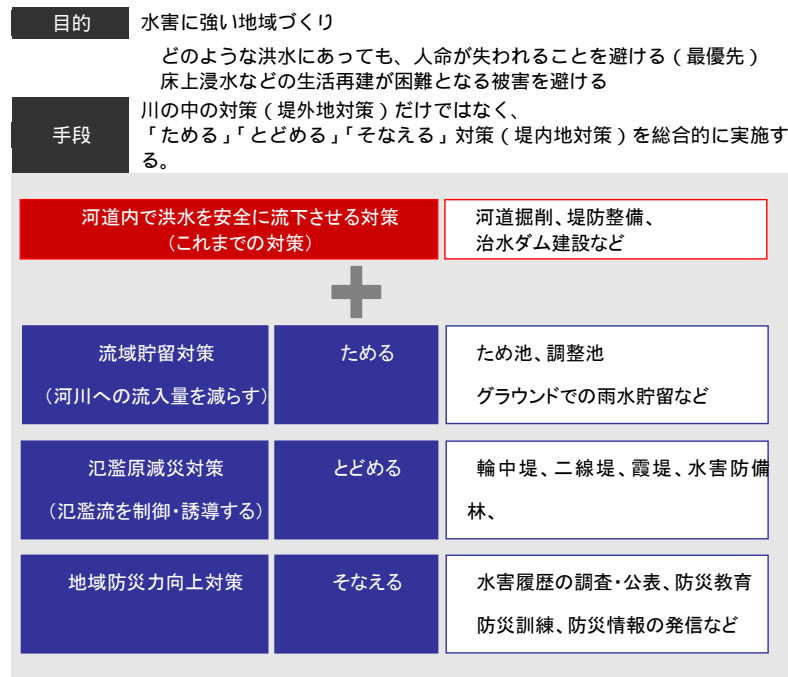 目的 水害に強い地域づくり
どのような洪水にあっても、人命が失われることを避ける(最優先)
床上浸水などの生活再建が困難となる被害を避ける
手段
川の中の対策(堤外地対策)だけではなく、
「ためる」「とどめる」「そなえる」対策(堤内地対策)を総合的に実施す
る。
河道内で洪水を安全に流下させる対策
(これまでの対策)
河道掘削、堤防整備、
治水ダム建設など
流域貯留対策
(河川への流入量を減らす)
ためる
ため池、調整池
グラウンドでの雨水貯留など
氾濫原減災対策
(氾濫流を制御・誘導する)
とどめる
輪中堤、二線堤、霞堤、水害防備
林、
地域防災力向上対策
そなえる
水害履歴の調査・公表、防災教育
防災訓練、防災情報の発信など